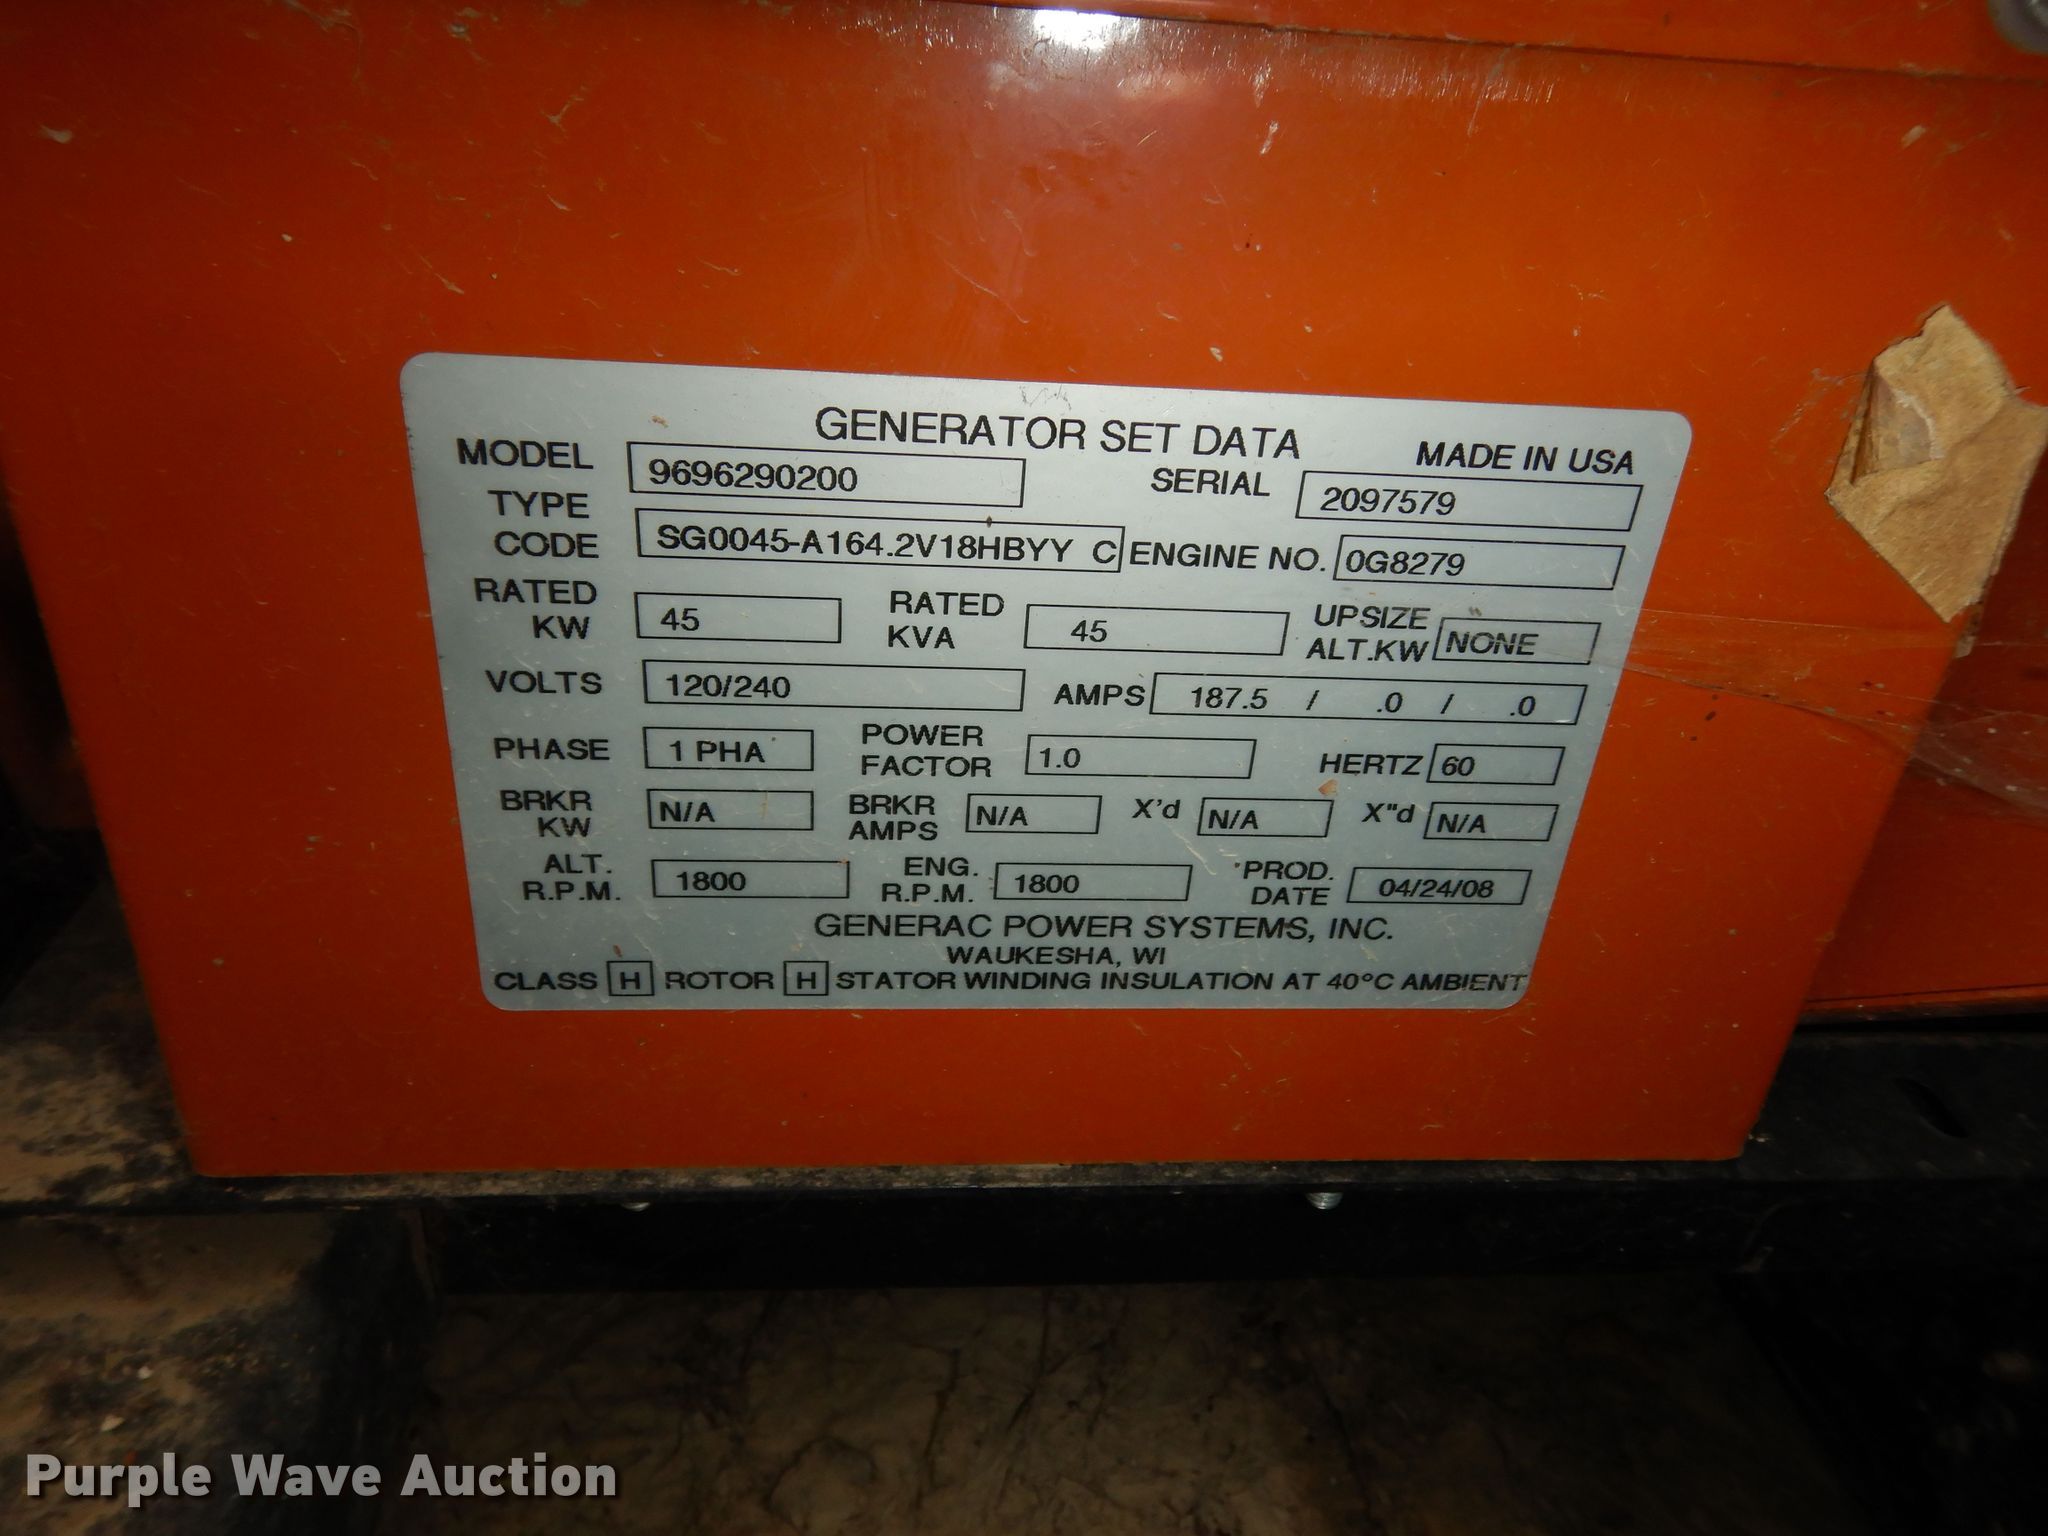 GENERATOR SET DATA
MADE IN USA
MODEL 9696290200 SERIAL 2097579
TYPE
CODE SG0045-A164.2V18HBYY C ENGINE NO. 0G8279
RATED KW 45 RATED KVA 45 UPSIZE ALT.KW NONE
VOLTS 120/240 AMPS 187.5 / .0 / .0
PHASE 1 PHA POWER FACTOR 1.0 HERTZ 60
BRKR KW N/A BRKR AMPS N/A X'd N/A X"d N/A
ALT. R.P.M. 1800 ENG. R.P.M. 1800 PROD. DATE 04/24/08
GENERAC POWER SYSTEMS, INC.
WAUKESHA, WI
CLASS H ROTOR H STATOR WINDING INSULATION AT 40°C AMBIENT
Purple Wave Auction